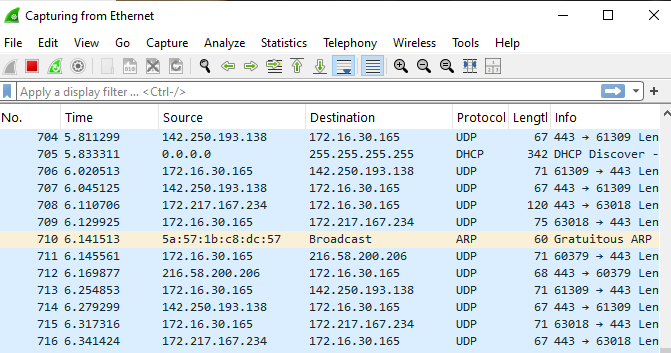 Capturing from Ethernet
File Edit View Go Capture Analyze Statistics Telephony Wireless Tools Help
Apply a display filter ... <Ctrl-/>
No. Time Source Destination Protocol Lengtl Info
704 5.811299 142.250.193.138 172.16.30.165 UDP 67 443 → 61309 Len
705 5.833311 0.0.0.0 255.255.255.255 DHCP 342 DHCP Discover -
706 6.020513 172.16.30.165 142.250.193.138 UDP 71 61309 → 443 Len
707 6.045125 142.250.193.138 172.16.30.165 UDP 67 443 → 61309 Len
708 6.110706 172.217.167.234 172.16.30.165 UDP 120 443 → 63018 Len
709 6.129925 172.16.30.165 172.217.167.234 UDP 75 63018 → 443 Len
710 6.141513 5a:57:1b:c8:dc:57 Broadcast ARP 60 Gratuitous ARP
711 6.145561 172.16.30.165 216.58.200.206 UDP 71 60379 → 443 Len
712 6.169877 216.58.200.206 172.16.30.165 UDP 68 443 → 60379 Len
713 6.254853 172.16.30.165 142.250.193.138 UDP 71 61309 → 443 Len
714 6.279299 142.250.193.138 172.16.30.165 UDP 67 443 → 61309 Len
715 6.317316 172.16.30.165 172.217.167.234 UDP 71 63018 → 443 Len
716 6.341424 172.217.167.234 172.16.30.165 UDP 67 443 → 63018 Len